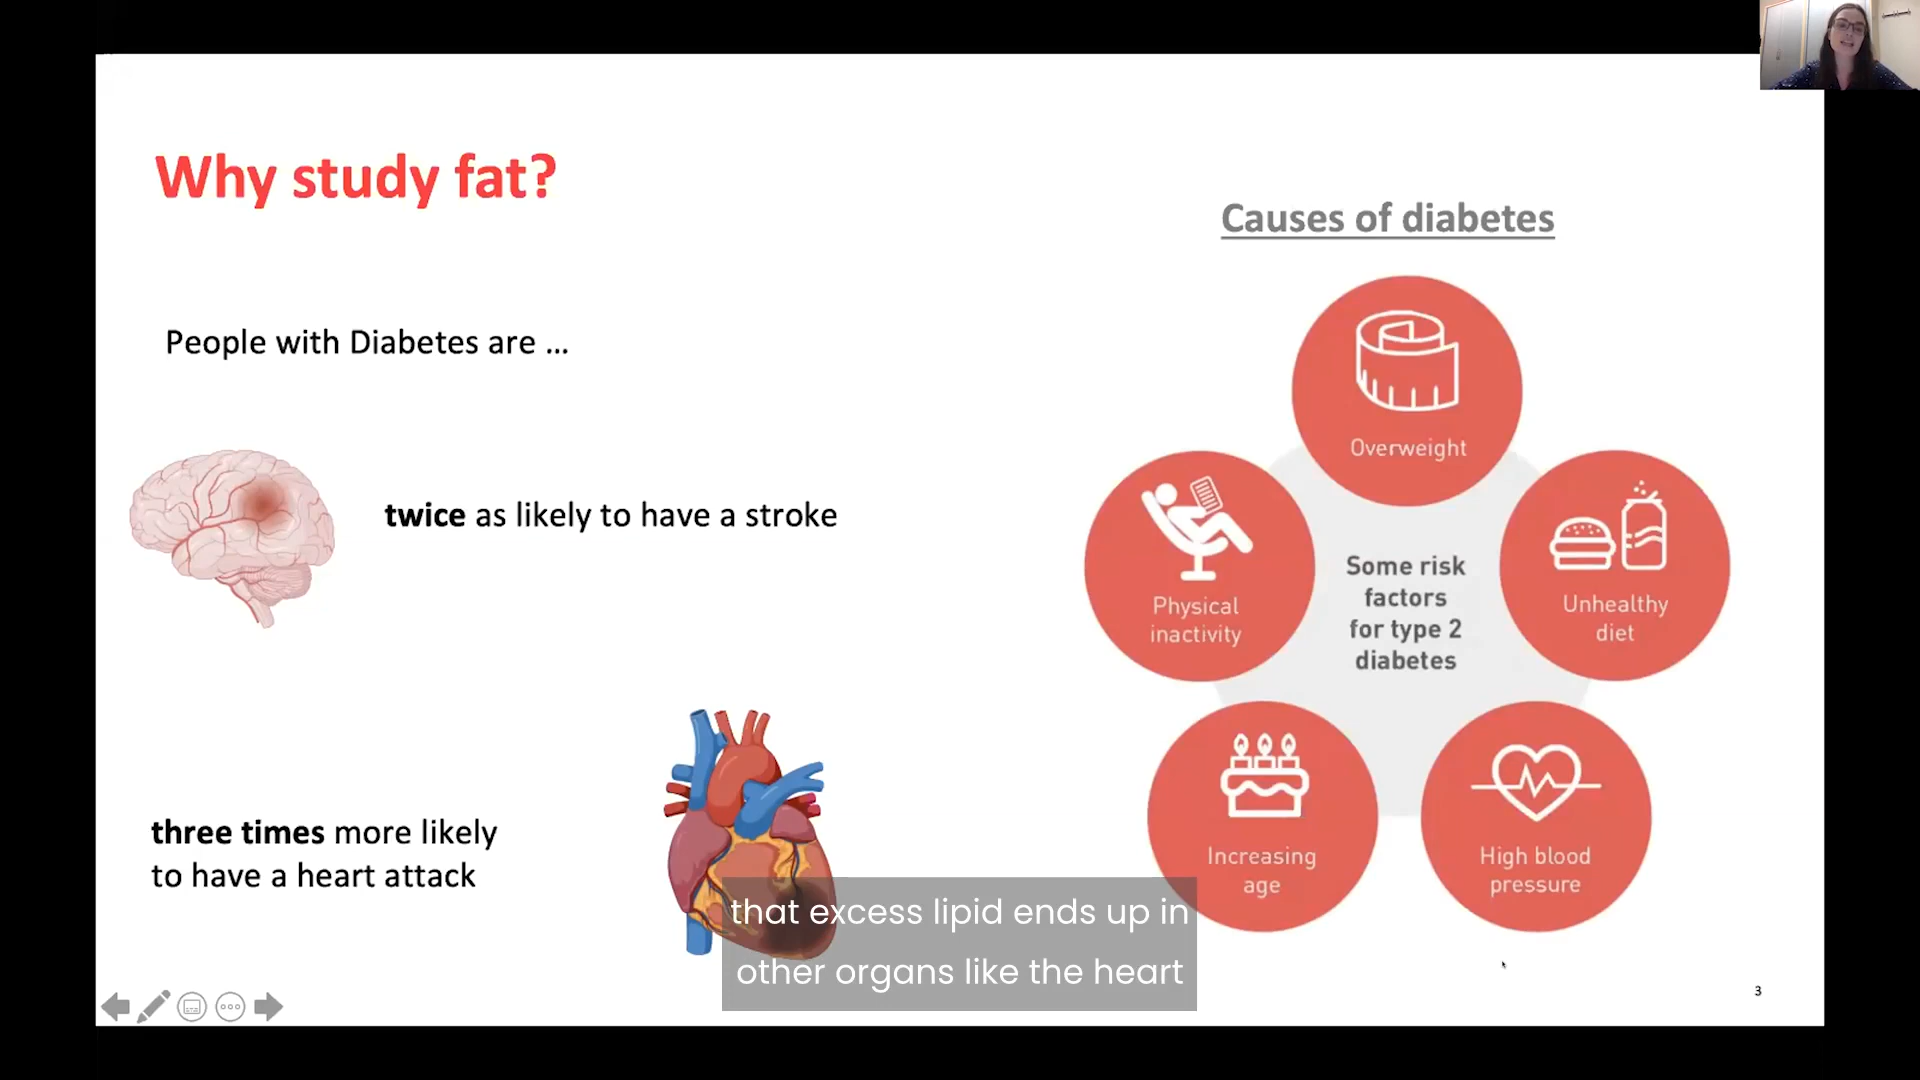 Why study fat?
Causes of diabetes
People with Diabetes are ...
twice as likely to have a stroke
three times more likely
to have a heart attack
Overweight
Physical
inactivity
Some risk
factors
for type 2
diabetes
Unhealthy
diet
Increasing
age
High blood
pressure
that excess lipid ends up in
other organs like the heart
3